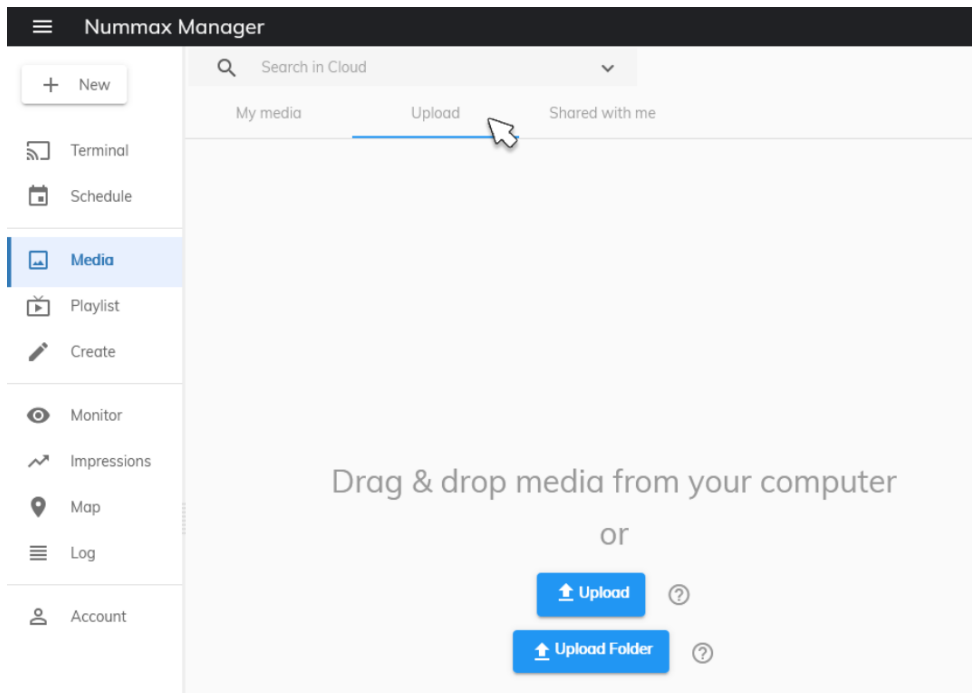 Nummax Manager
New
Terminal
Schedule
Media
Playlist
Create
Monitor
Impressions
Map
Log
Account
Search in Cloud
My media
Upload
Shared with me
Drag & drop media from your computer
or
Upload
Upload Folder